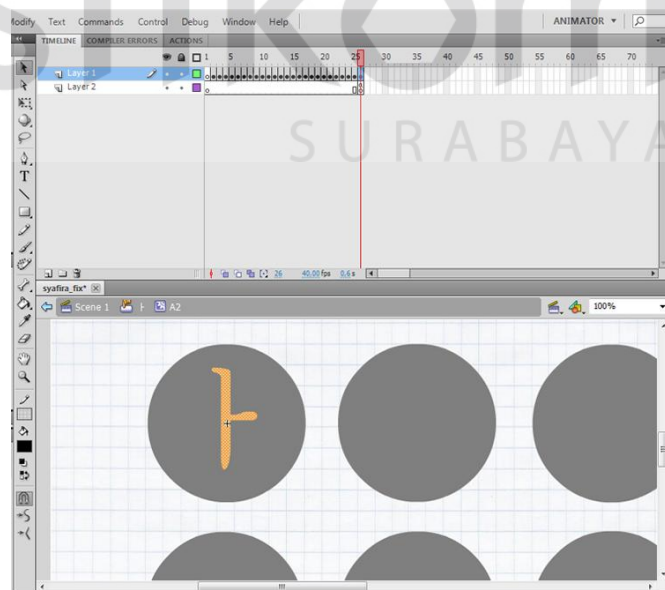 Modify Text Commands Control Debug Window Help ANIMATOR
TIMELINE COMPILER ERRORS ACTIONS
1 5 10 15 20 25 30 35 40 45 50 55 60 65 70
Layer 1
Layer 2
SURABAYA
26 40.00 fps 0.6 s
syafira_fix*
Scene 1 ㅏ A2 100%
ㅏ